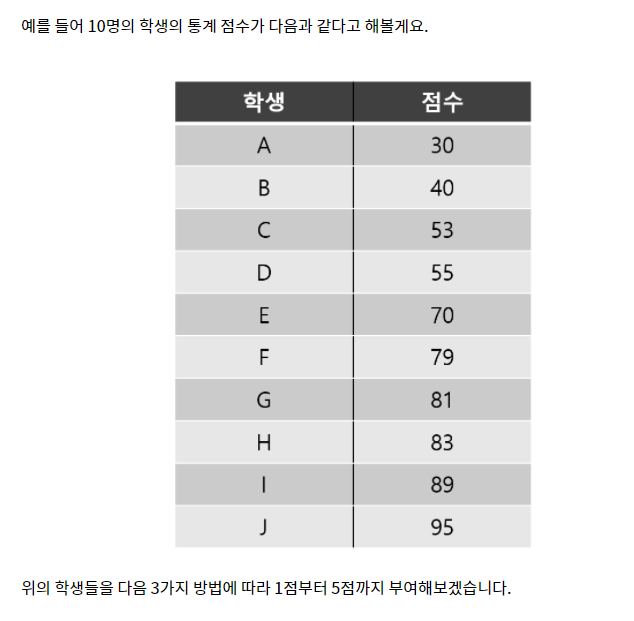 예를 들어 10명의 학생의 통계 점수가 다음과 같다고 해볼게요.
학생 점수
A 30
B 40
C 53
D 55
E 70
F 79
G 81
H 83
I 89
J 95
위의 학생들을 다음 3가지 방법에 따라 1점부터 5점까지 부여해보겠습니다.